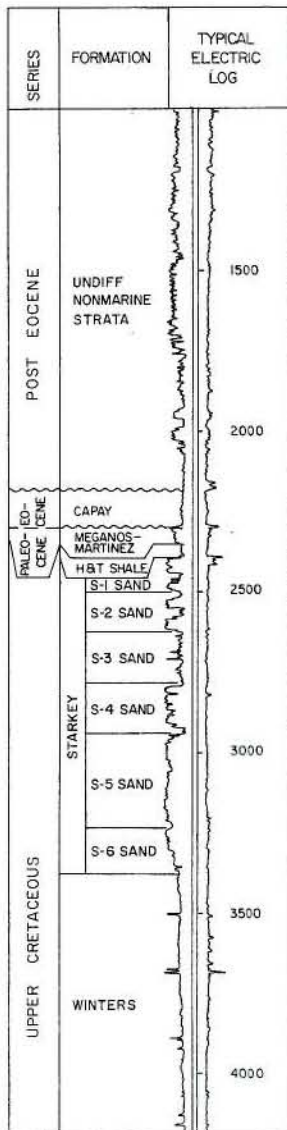 SERIES
FORMATION
TYPICAL
ELECTRIC
LOG
POST EOCENE
UNDIFF
NONMARINE
STRATA
1500
2000
EO-
CENE
CAPAY
PALEO-
CENE
MEGANOS-
MARTINEZ
H&T SHALE
UPPER CRETACEOUS
STARKEY
S-1 SAND
2500
S-2 SAND
S-3 SAND
S-4 SAND
3000
S-5 SAND
S-6 SAND
3500
WINTERS
4000